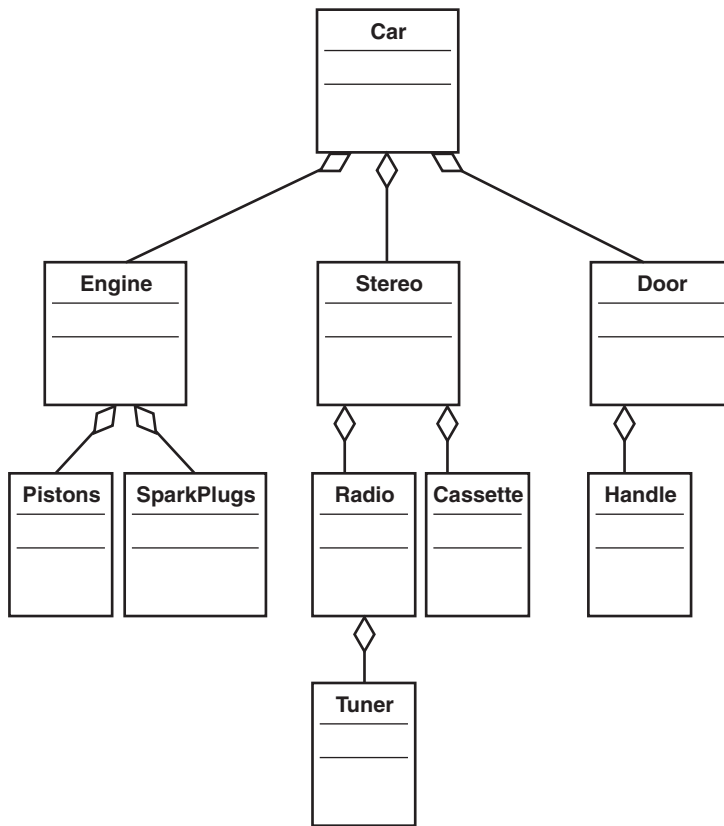 Car
Engine
Stereo
Door
Pistons
SparkPlugs
Radio
Cassette
Handle
Tuner